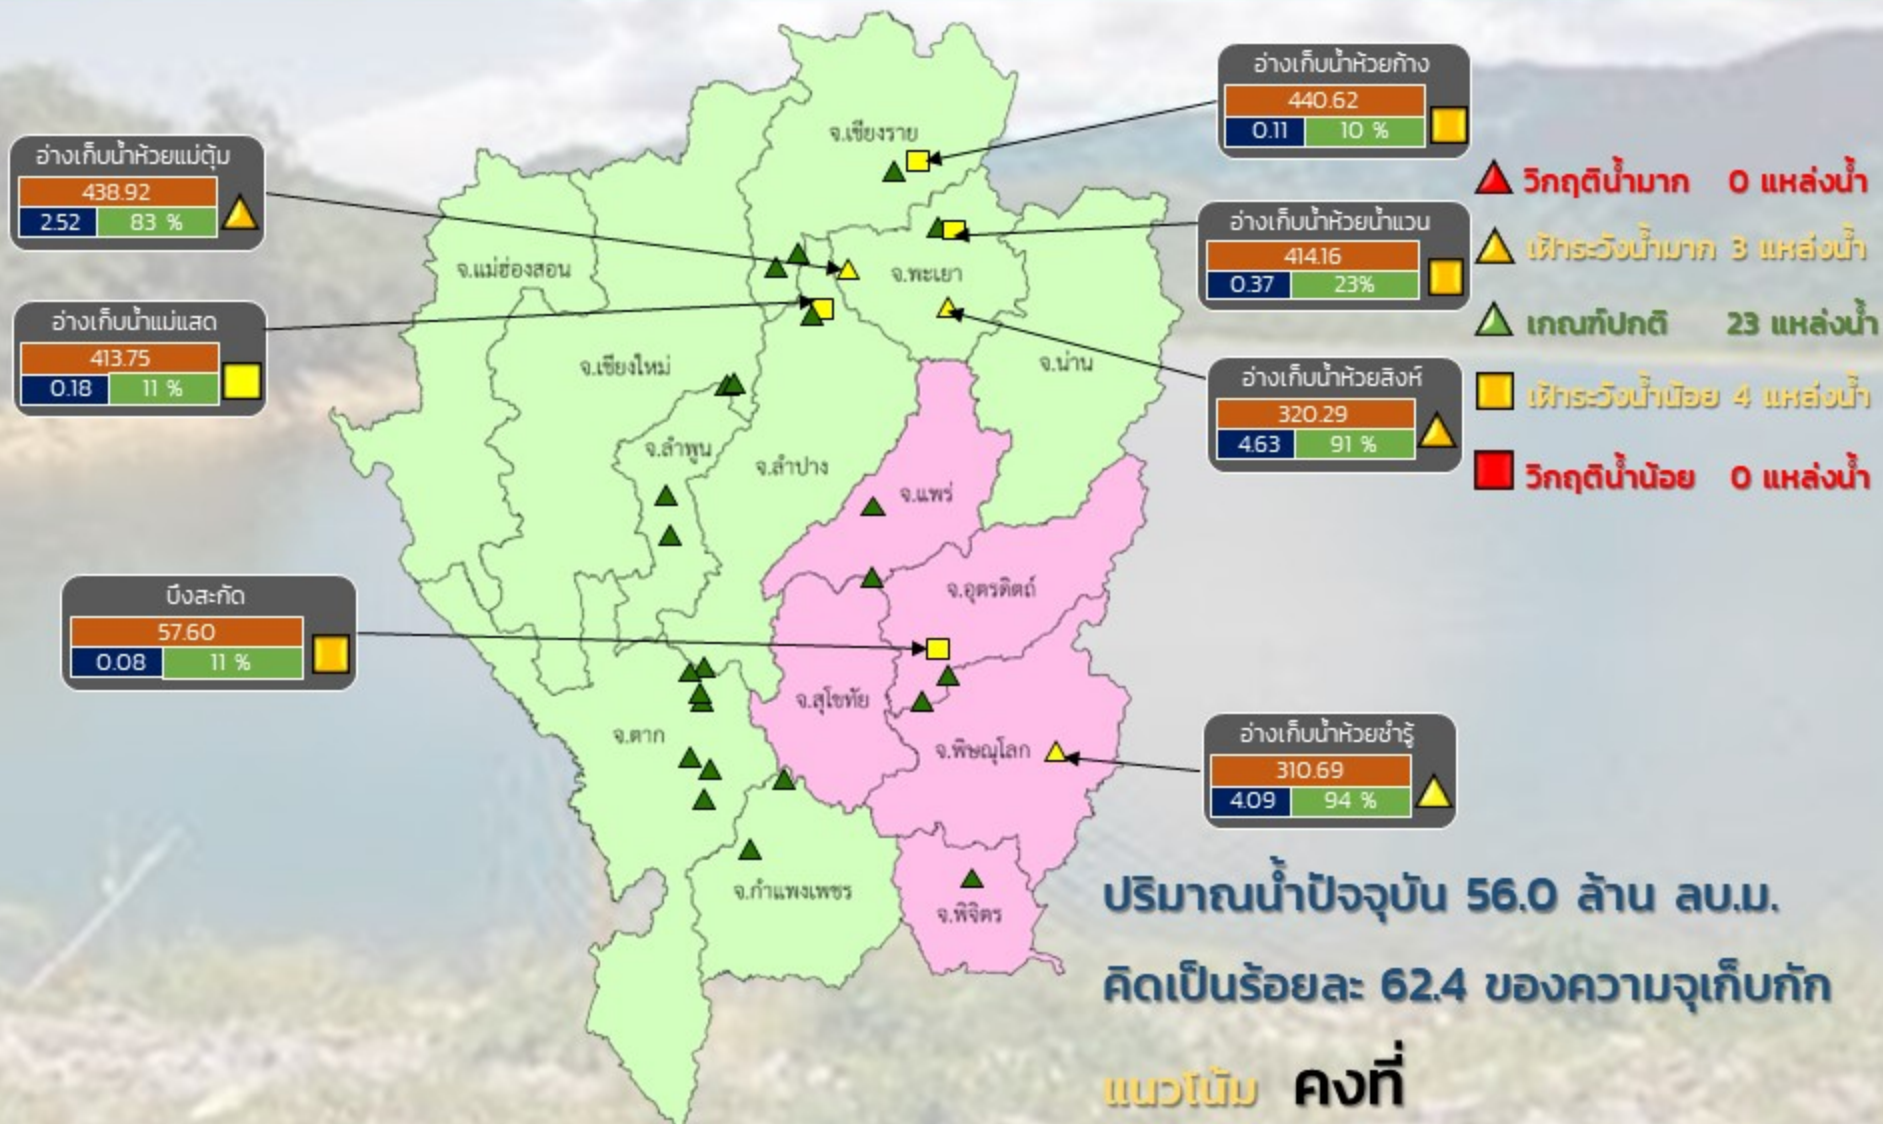 อ่างเก็บน้ำห้วยก้าง
440.62
0.11 10 %
อ่างเก็บน้ำห้วยแม่ตุ้ม
438.92
2.52 83 %
อ่างเก็บน้ำห้วยน้ำแวน
414.16
0.37 23%
อ่างเก็บน้ำแม่แสด
413.75
0.18 11 %
อ่างเก็บน้ำห้วยสิงห์
320.29
4.63 91 %
บึงสะกัด
57.60
0.08 11 %
อ่างเก็บน้ำห้วยซำรู้
310.69
4.09 94 %
วิกฤติน้ำมาก 0 แหล่งน้ำ
เฝ้าระวังน้ำมาก 3 แหล่งน้ำ
เกณฑ์ปกติ 23 แหล่งน้ำ
เฝ้าระวังน้ำน้อย 4 แหล่งน้ำ
วิกฤติน้ำน้อย 0 แหล่งน้ำ
จ.เชียงราย
จ.แม่ฮ่องสอน
จ.พะเยา
จ.เชียงใหม่
จ.น่าน
จ.ลำพูน
จ.ลำปาง
จ.แพร่
จ.อุตรดิตถ์
จ.สุโขทัย
จ.ตาก
จ.พิษณุโลก
จ.กำแพงเพชร
จ.พิจิตร
ปริมาณน้ำปัจจุบัน 56.0 ล้าน ลบ.ม.
คิดเป็นร้อยละ 62.4 ของความจุเก็บกัก
แนวโน้ม คงที่